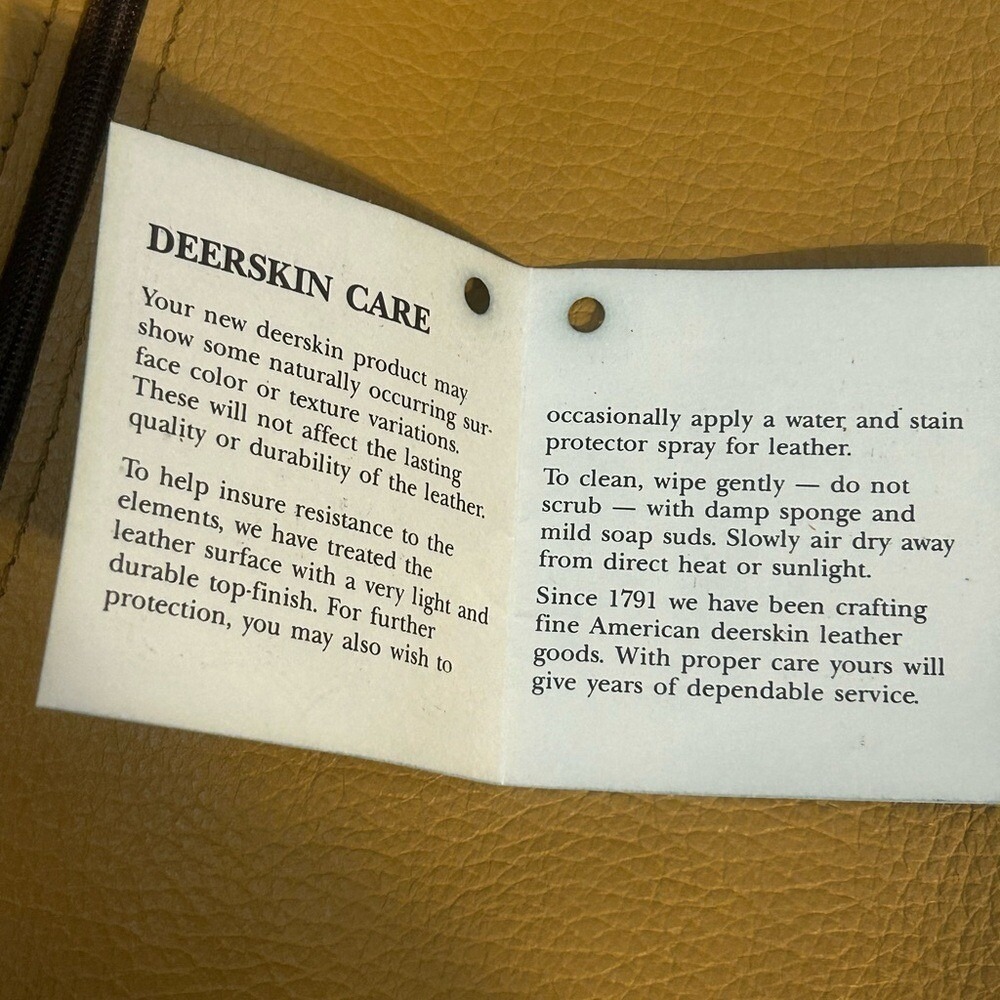 DEERSKIN CARE
Your new deerskin product may
show some naturally occurring sur-
face color or texture variations.
These will not affect the lasting
quality or durability of the leather.
To help insure resistance to the
elements, we have treated the
leather surface with a very light and
durable top-finish. For further
protection, you may also wish to
occasionally apply a water and stain
protector spray for leather.
To clean, wipe gently — do not
scrub — with damp sponge and
mild soap suds. Slowly air dry away
from direct heat or sunlight.
Since 1791 we have been crafting
fine American deerskin leather
goods. With proper care yours will
give years of dependable service.